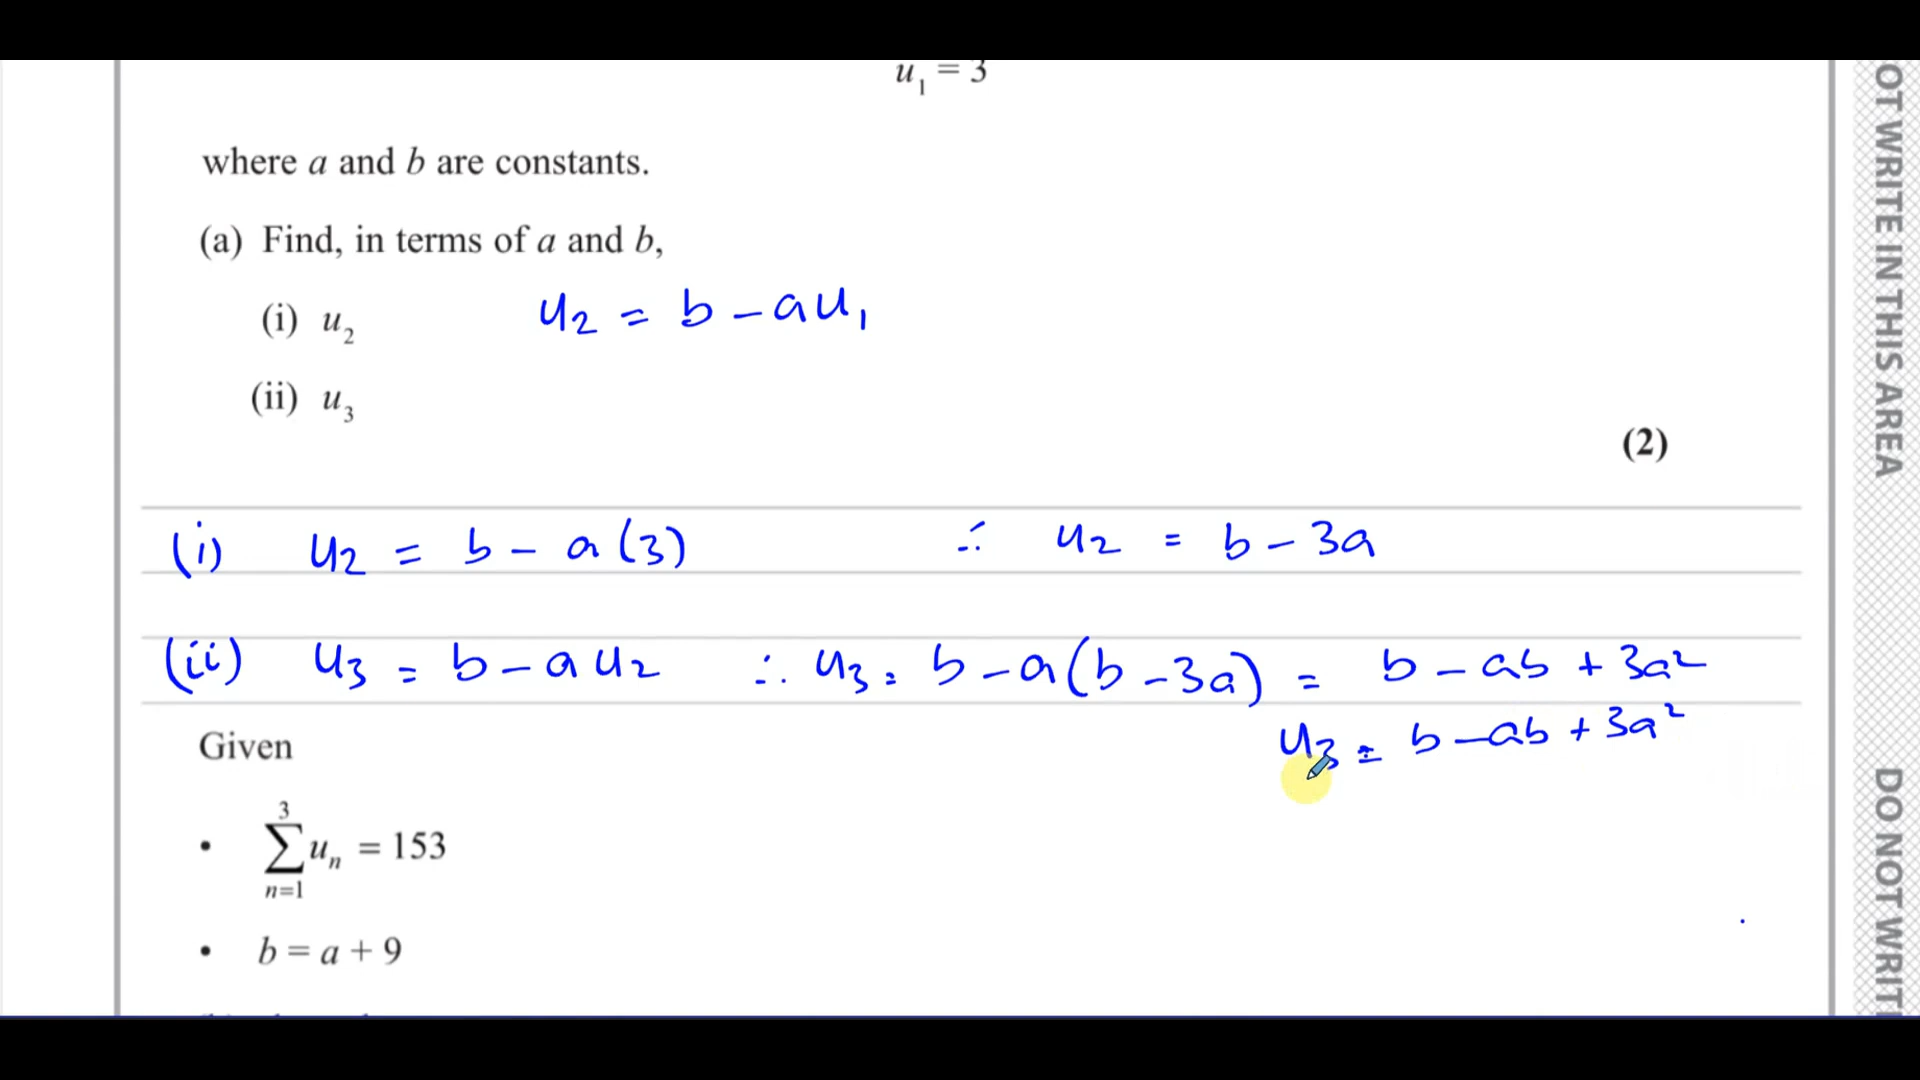 u₁ = 3
where a and b are constants.
(a) Find, in terms of a and b,
(i) u₂ u₂ = b - au₁
(ii) u₃
(2)
(i) u₂ = b - a(3) ∴ u₂ = b - 3a
(ii) u₃ = b - au₂ ∴ u₃ = b - a(b - 3a) = b - ab + 3a²
u₃ = b - ab + 3a²
Given
• ∑ₙ₌₁³ uₙ = 153
• b = a + 9
OT WRITE IN THIS AREA
DO NOT WRIT